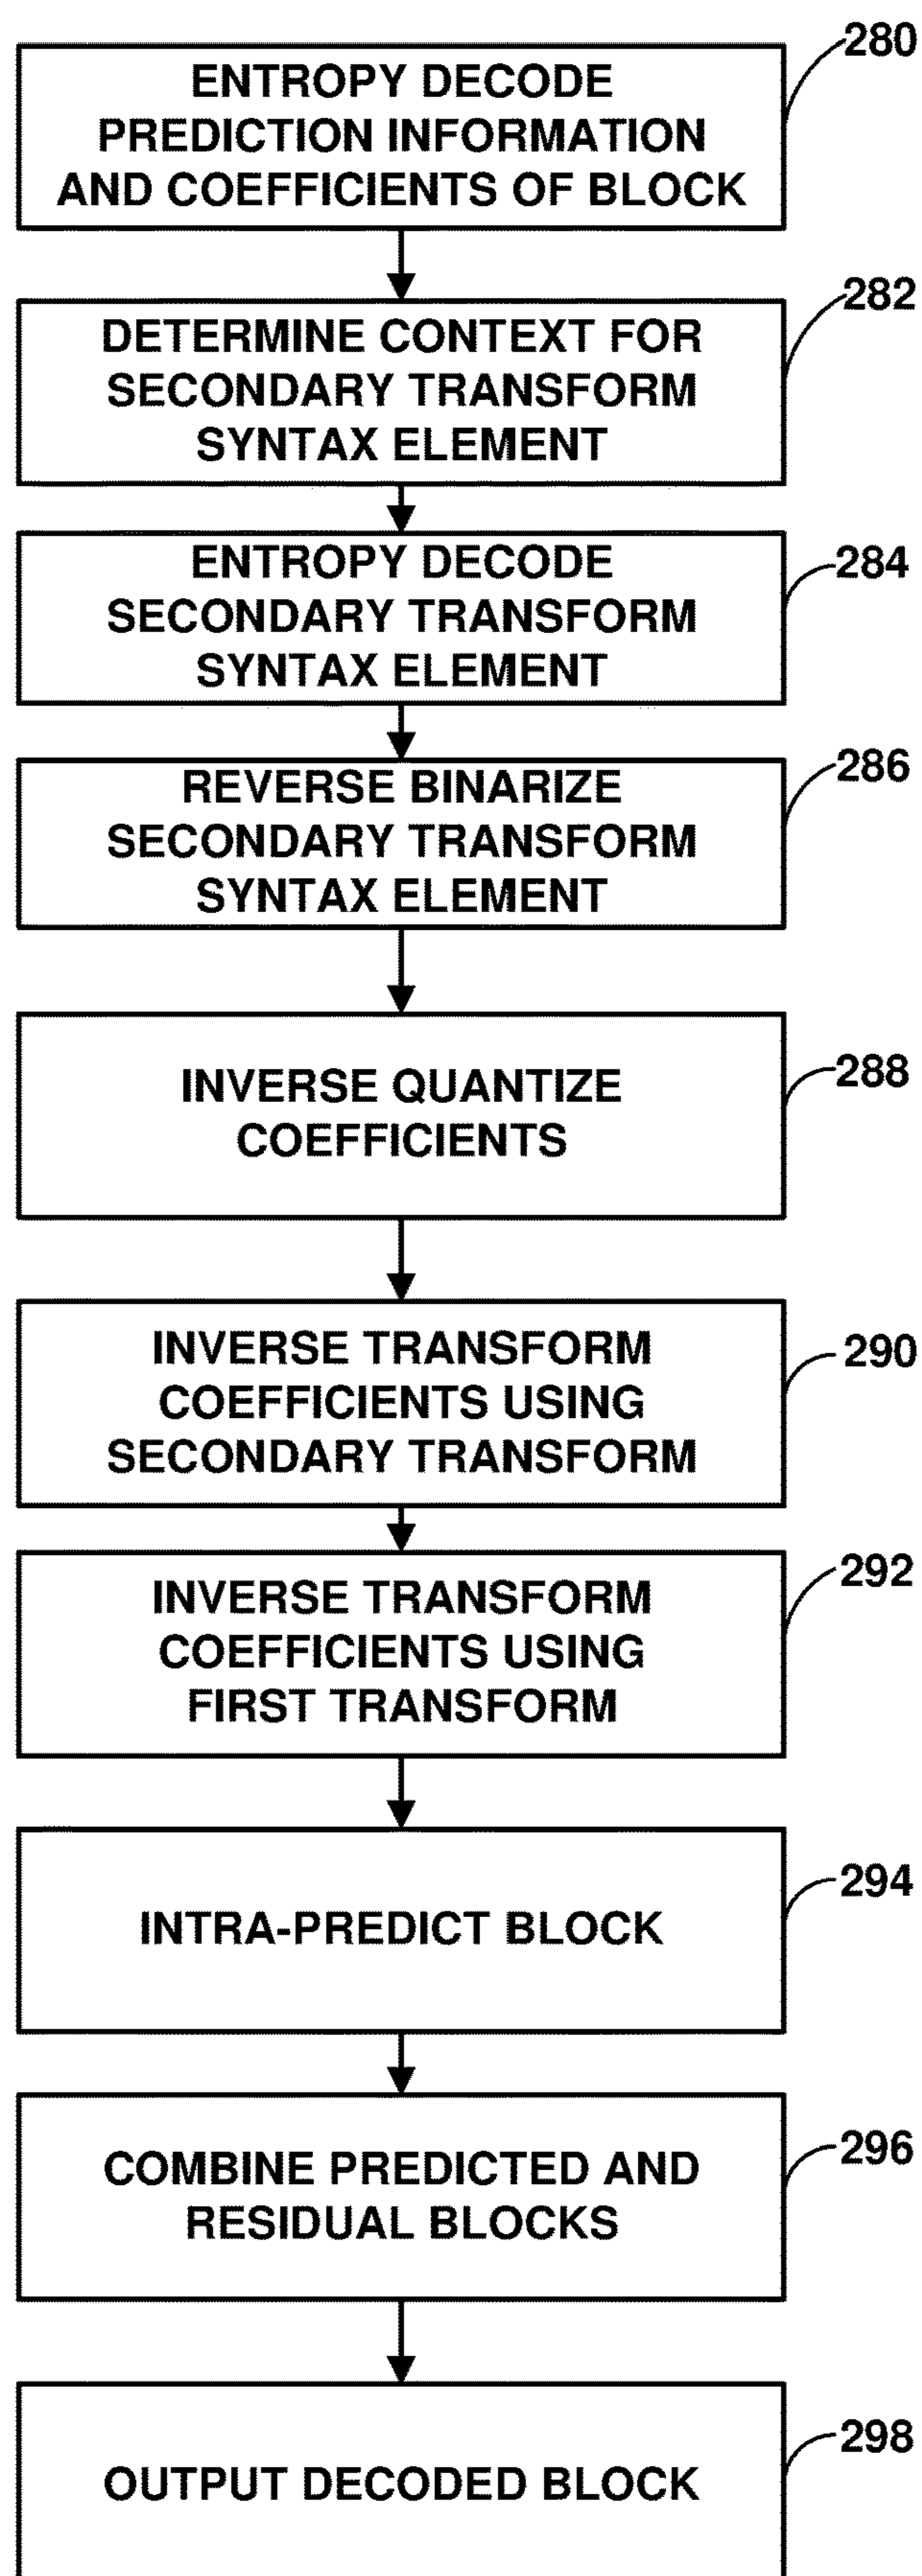 280
ENTROPY DECODE
PREDICTION INFORMATION
AND COEFFICIENTS OF BLOCK
282
DETERMINE CONTEXT FOR
SECONDARY TRANSFORM
SYNTAX ELEMENT
284
ENTROPY DECODE
SECONDARY TRANSFORM
SYNTAX ELEMENT
286
REVERSE BINARIZE
SECONDARY TRANSFORM
SYNTAX ELEMENT
288
INVERSE QUANTIZE
COEFFICIENTS
290
INVERSE TRANSFORM
COEFFICIENTS USING
SECONDARY TRANSFORM
292
INVERSE TRANSFORM
COEFFICIENTS USING
FIRST TRANSFORM
294
INTRA-PREDICT BLOCK
296
COMBINE PREDICTED AND
RESIDUAL BLOCKS
298
OUTPUT DECODED BLOCK